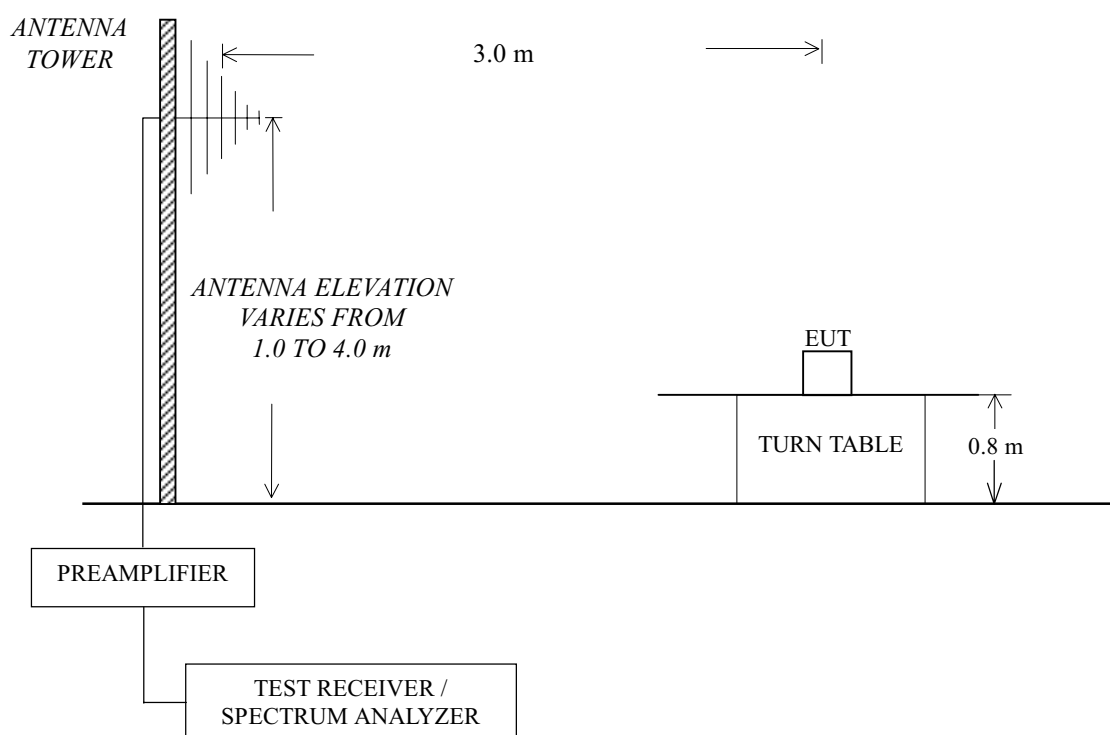 ANTENNA
TOWER
3.0 m
ANTENNA ELEVATION
VARIES FROM
1.0 TO 4.0 m
EUT
TURN TABLE
0.8 m
PREAMPLIFIER
TEST RECEIVER /
SPECTRUM ANALYZER